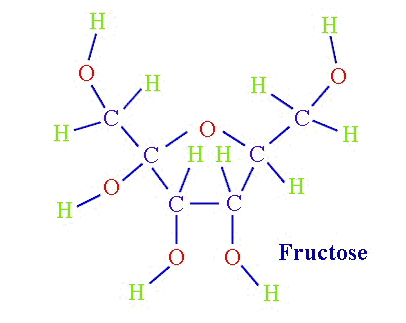 H H
O H H O
H C O C H
C H H C
H O C C H
O O Fructose
H H